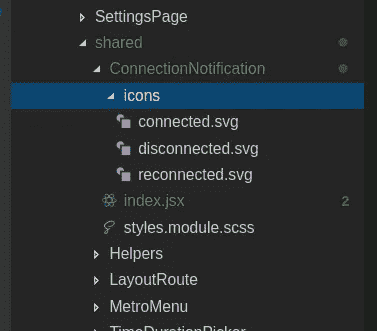 SettingsPage
shared
ConnectionNotification
icons
connected.svg
disconnected.svg
reconnected.svg
index.jsx 2
styles.module.scss
Helpers
LayoutRoute
MetroMenu
TimeDurationPicker